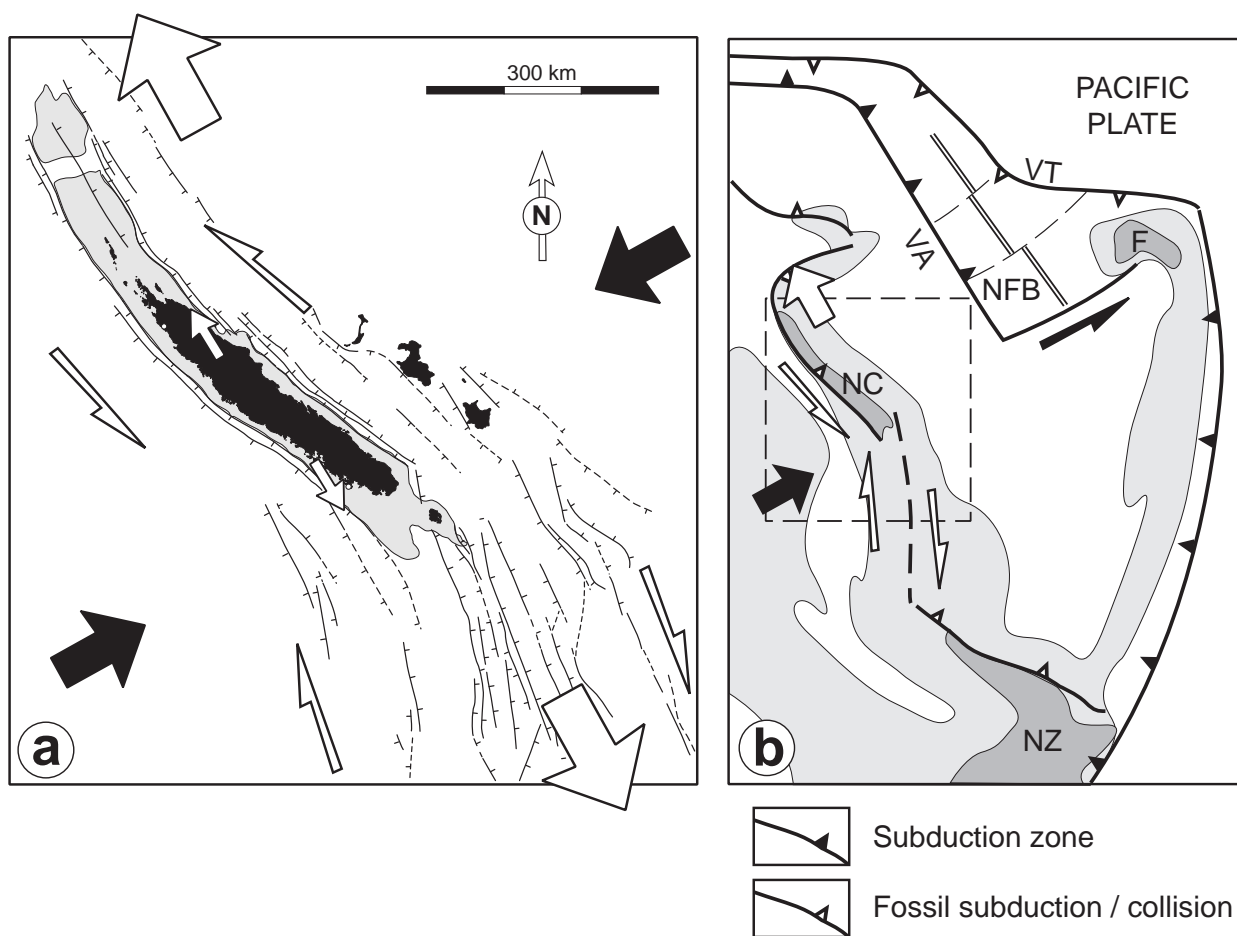 300 km
N
a
PACIFIC
PLATE
VT
VA
F
NFB
NC
NZ
b
Subduction zone
Fossil subduction / collision